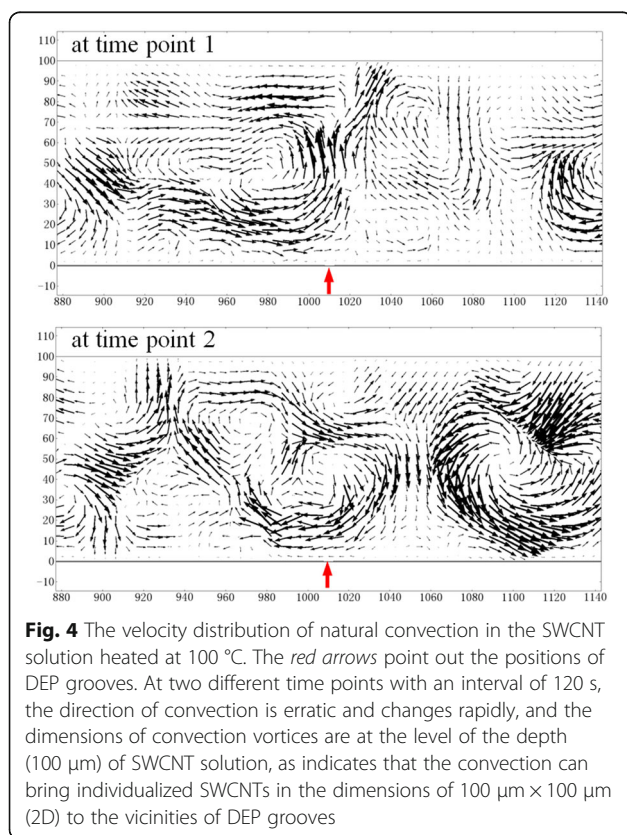 at time point 1
110
100
90
80
70
60
50
40
30
20
10
0
−10
880 900 920 940 960 980 1000 1020 1040 1060 1080 1100 1120 1140
at time point 2
110
100
90
80
70
60
50
40
30
20
10
0
−10
880 900 920 940 960 980 1000 1020 1040 1060 1080 1100 1120 1140
Fig. 4 The velocity distribution of natural convection in the SWCNT
solution heated at 100 °C. The red arrows point out the positions of
DEP grooves. At two different time points with an interval of 120 s,
the direction of convection is erratic and changes rapidly, and the
dimensions of convection vortices are at the level of the depth
(100 μm) of SWCNT solution, as indicates that the convection can
bring individualized SWCNTs in the dimensions of 100 μm × 100 μm
(2D) to the vicinities of DEP grooves